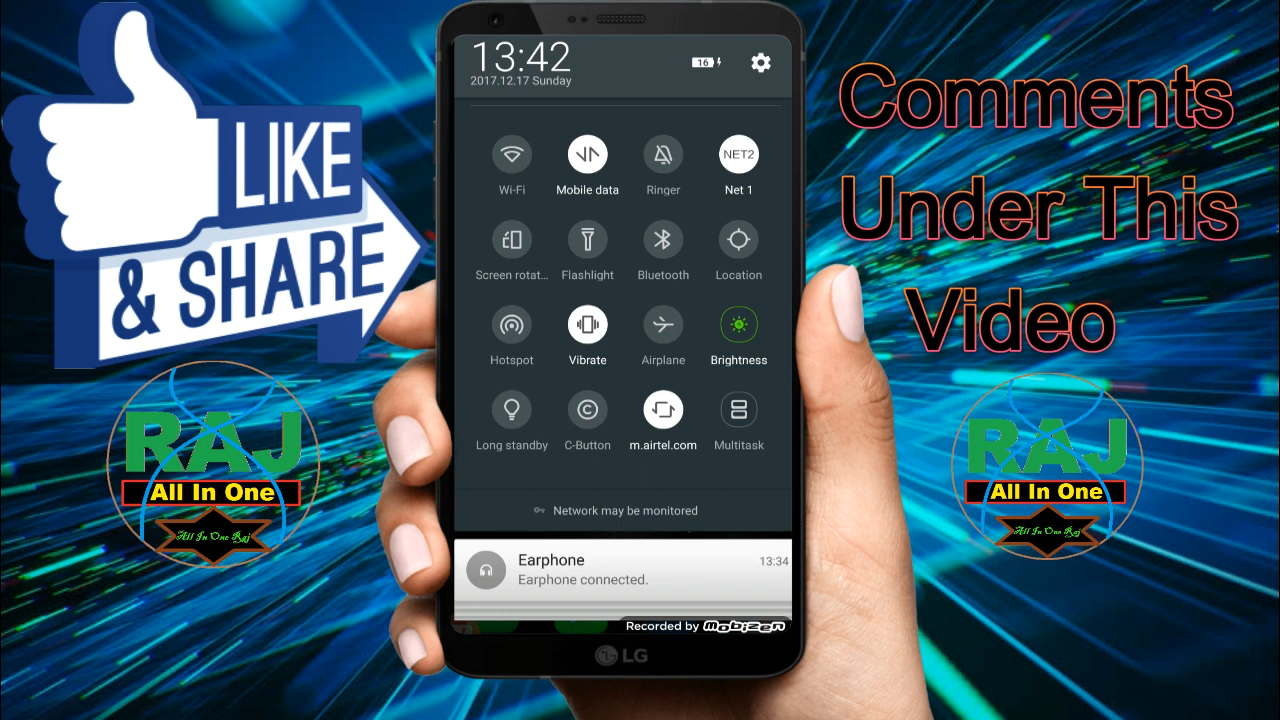 LIKE
& SHARE
13:42
2017.12.17 Sunday
16
Wi-Fi
Mobile data
Ringer
NET2
Net 1
Screen rotat...
Flashlight
Bluetooth
Location
Hotspot
Vibrate
Airplane
Brightness
Long standby
C
C-Button
m.airtel.com
Multitask
Network may be monitored
Earphone
13:34
Earphone connected.
Recorded by Mobizen
LG
Comments
Under This
Video
RAJ
All In One
All In One Raj
RAJ
All In One
All In One Raj